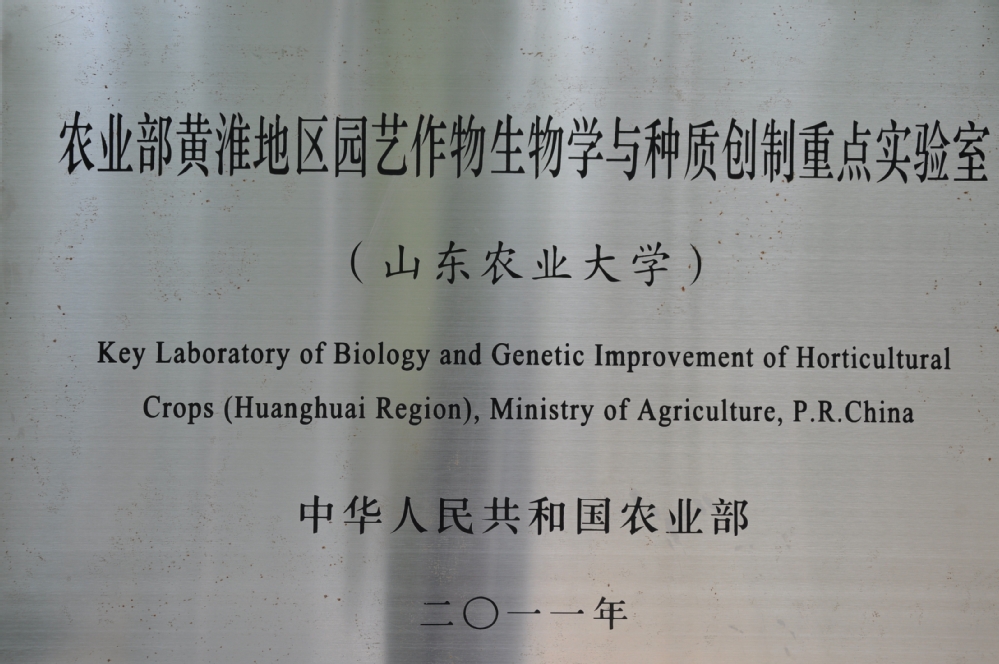 农业部黄淮地区园艺作物生物学与种质创制重点实验室
（山东农业大学）
Key Laboratory of Biology and Genetic Improvement of Horticultural
Crops (Huanghuai Region), Ministry of Agriculture, P.R.China
中华人民共和国农业部
二〇一一年